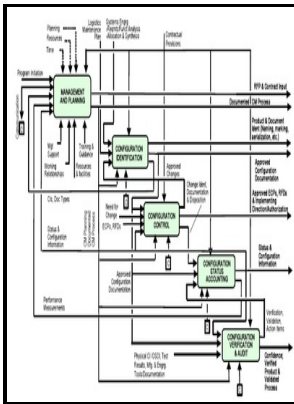 Planning
Resources
Time
Logistics
Maintenance
Plan
Systems Engrg
Allocation & Synthesis
Contractual
Provisions
Program Initiation
MANAGEMENT
AND PLANNING
RFP & Contract Input
Documented CM Process
Product & Document
Ident (Naming, marking,
serialization, etc.)
Mgt
Support
Working
Relationships
Training &
Guidance
Resources
& facilities
CONFIGURATION
IDENTIFICATION
Approved
Changes
Approved
Configuration
Documentation
CIs, Doc Types
CM Planning
Need for
Change
ECPs, RFDs
Change Ident,
Documentation
& Disposition
CONFIGURATION
CONTROL
Approved ECPs, RFDs
& Implementing
Direction/Authorization
Status &
Configuration
Information
Approved
Configuration
Documentation
CONFIGURATION
STATUS
ACCOUNTING
Status &
Configuration
Information
Performance
Measurements
Verification,
Validation,
Action Items
CONFIGURATION
VERIFICATION
& AUDIT
Physical CI (CSCI), Test
Results, Mfg. & Engrg.
Tools/Documentation
Confidence,
Verified
Product &
Validated
Process